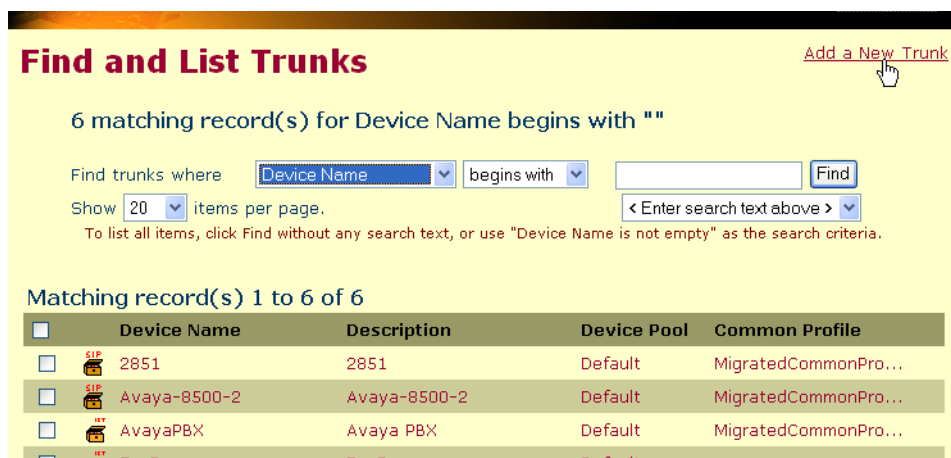 Find and List Trunks
Add a New Trunk
6 matching record(s) for Device Name begins with ""
Find trunks where Device Name begins with Find
Show 20 items per page. < Enter search text above >
To list all items, click Find without any search text, or use "Device Name is not empty" as the search criteria.
Matching record(s) 1 to 6 of 6
Device Name Description Device Pool Common Profile
SIP 2851 2851 Default MigratedCommonPro...
SIP Avaya-8500-2 Avaya-8500-2 Default MigratedCommonPro...
IET AvayaPBX Avaya PBX Default MigratedCommonPro...
IET